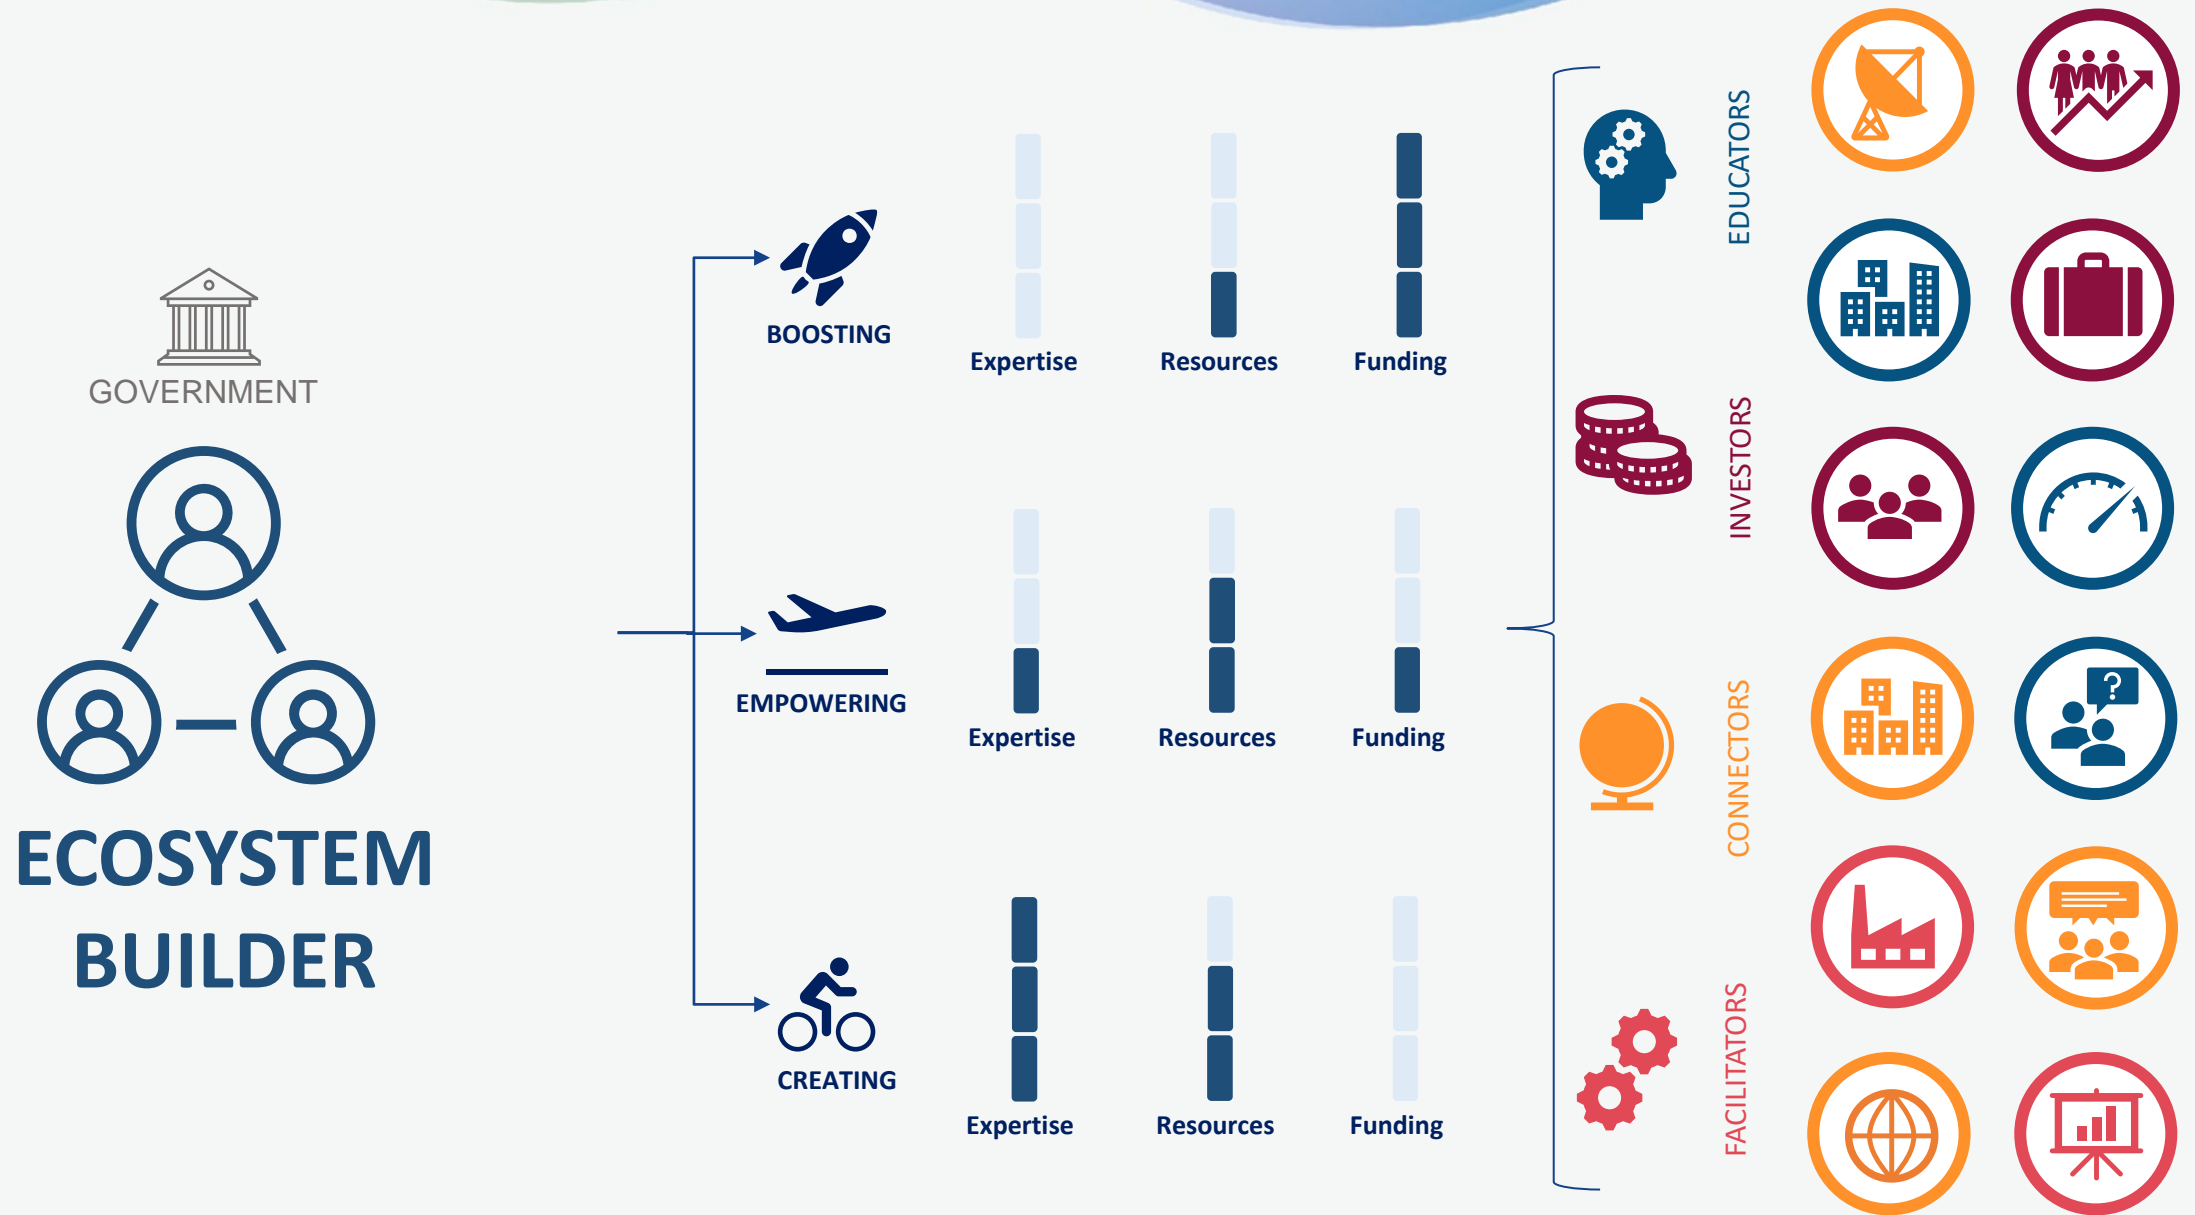 GOVERNMENT
ECOSYSTEM
BUILDER
BOOSTING
Expertise
Resources
Funding
EMPOWERING
Expertise
Resources
Funding
CREATING
Expertise
Resources
Funding
EDUCATORS
INVESTORS
CONNECTORS
FACILITATORS
?